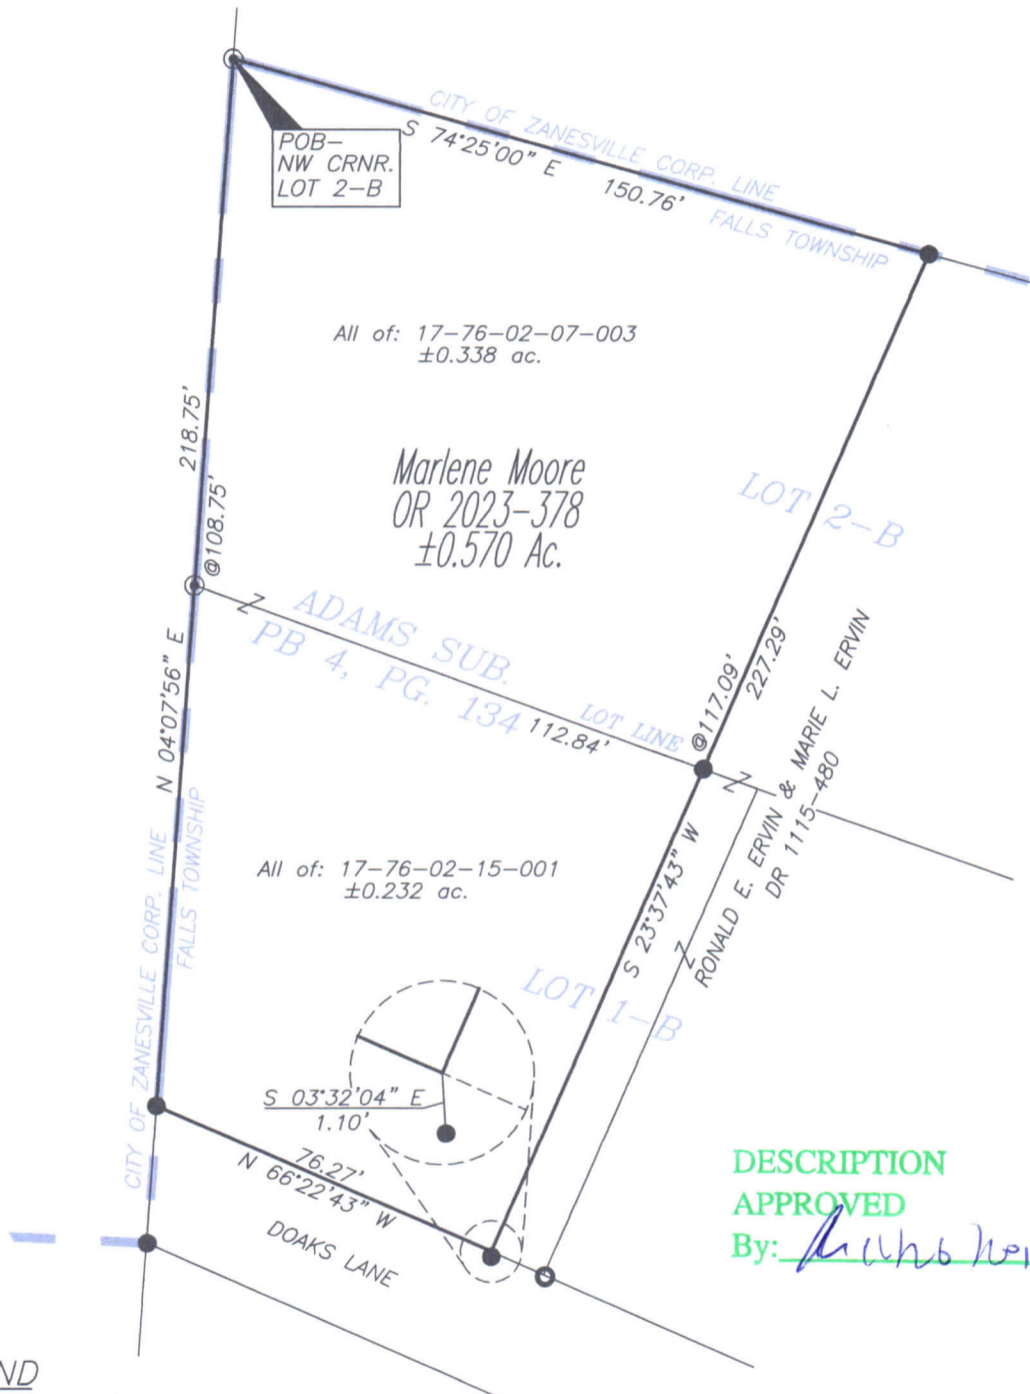 CITY OF ZANESVILLE CORP. LINE
S 74°25'00" E 150.76'
FALLS TOWNSHIP
POB-
NW CRNR.
LOT 2-B
All of: 17-76-02-07-003
±0.338 ac.
218.75'
@108.75'
Marlene Moore
OR 2023-378
±0.570 Ac.
LOT 2-B
ADAMS SUB.
PB 4, PG. 134
112.84'
LOT LINE
@117.09'
227.29'
N 04°07'56" E
RONALD E. ERVIN & MARIE L. ERVIN
DR 1115-480
CITY OF ZANESVILLE CORP. LINE
FALLS TOWNSHIP
All of: 17-76-02-15-001
±0.232 ac.
S 23°37'43" W
LOT 1-B
S 03°32'04" E
1.10'
76.27'
N 66°22'43" W
DOAKS LANE
DESCRIPTION
APPROVED
By:
ND